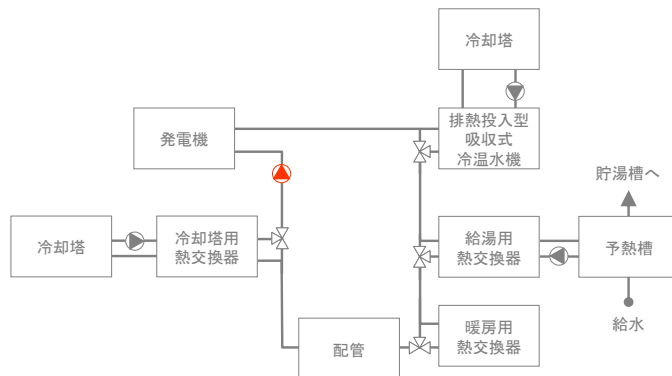 冷却塔
発電機
排熱投入型
吸収式
冷温水機
貯湯槽へ
冷却塔
冷却塔用
熱交換器
給湯用
熱交換器
予熱槽
給水
配管
暖房用
熱交換器